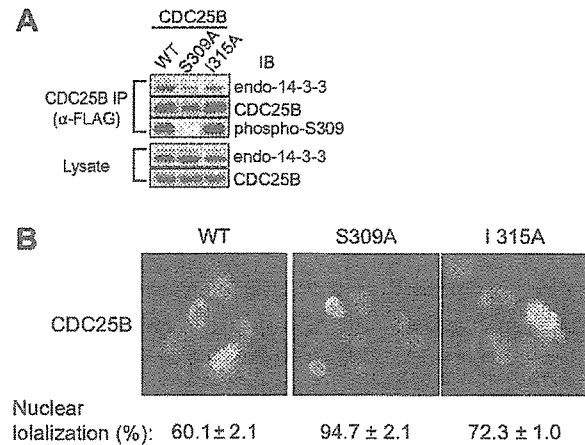 A
CDC25B
WT S309A I315A IB
endo-14-3-3
CDC25B IP CDC25B
(α-FLAG) phospho-S309
Lysate endo-14-3-3
CDC25B
B
WT S309A I 315A
CDC25B
Nuclear
lolalization (%): 60.1±2.1 94.7 ± 2.1 72.3 ± 1.0